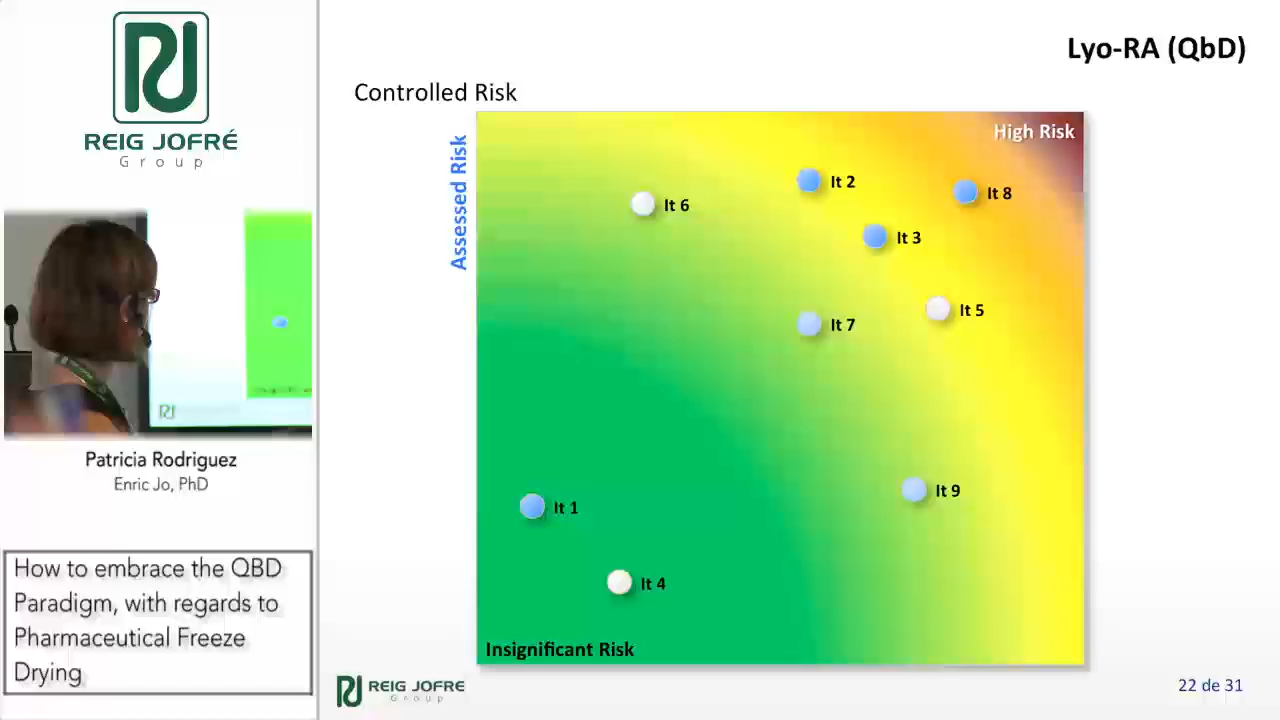 REIG JOFRÉ
Group
Patricia Rodriguez
Enric Jo, PhD
How to embrace the QBD
Paradigm, with regards to
Pharmaceutical Freeze
Drying
Lyo-RA (QbD)
Controlled Risk
Assessed Risk
High Risk
It 2
It 8
It 6
It 3
It 5
It 7
It 9
It 1
It 4
Insignificant Risk
REIG JOFRE
Group
22 de 31